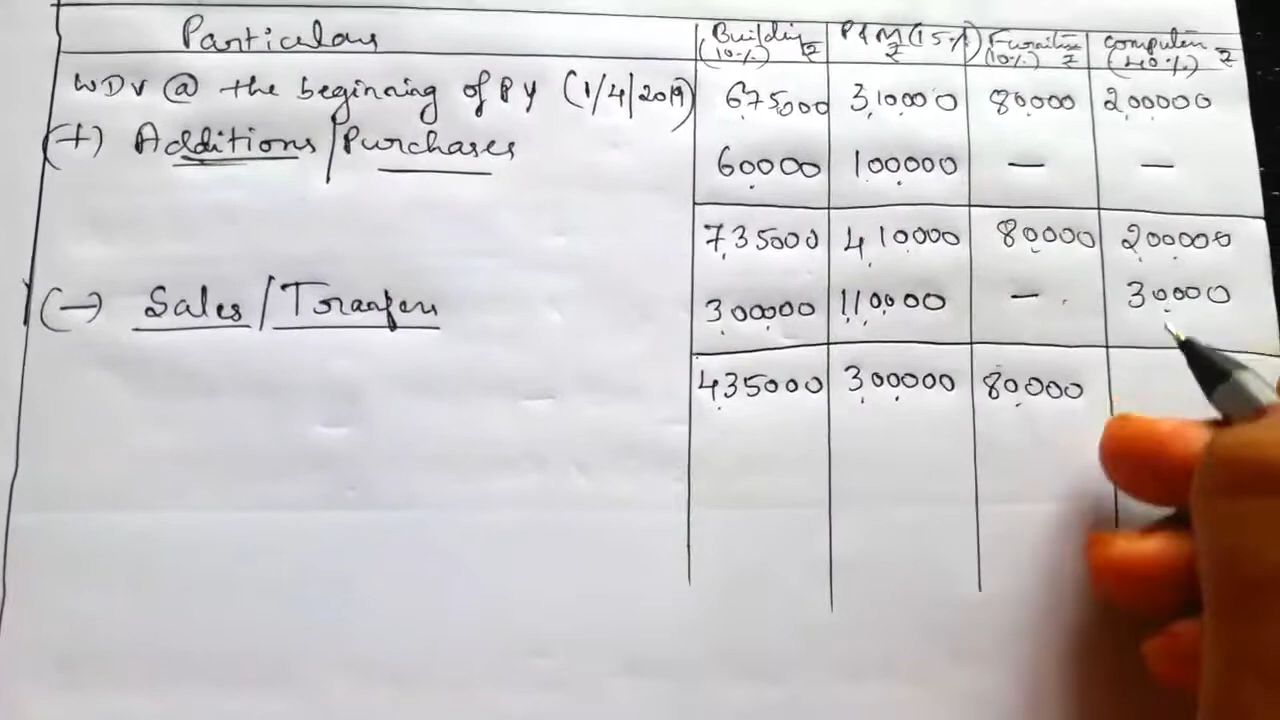 Particulars Building ₹ P&M (15%) ₹ Furniture ₹ Computer ₹
(10%) (10%) (40%)
WDV @ the beginning of PY (1/4/2019) 675000 310000 80000 200000
(+) Additions/Purchases
60000 100000 — —
735000 410000 80000 200000
(-) Sales/Transfers 300000 110000 - 30000
435000 300000 80000